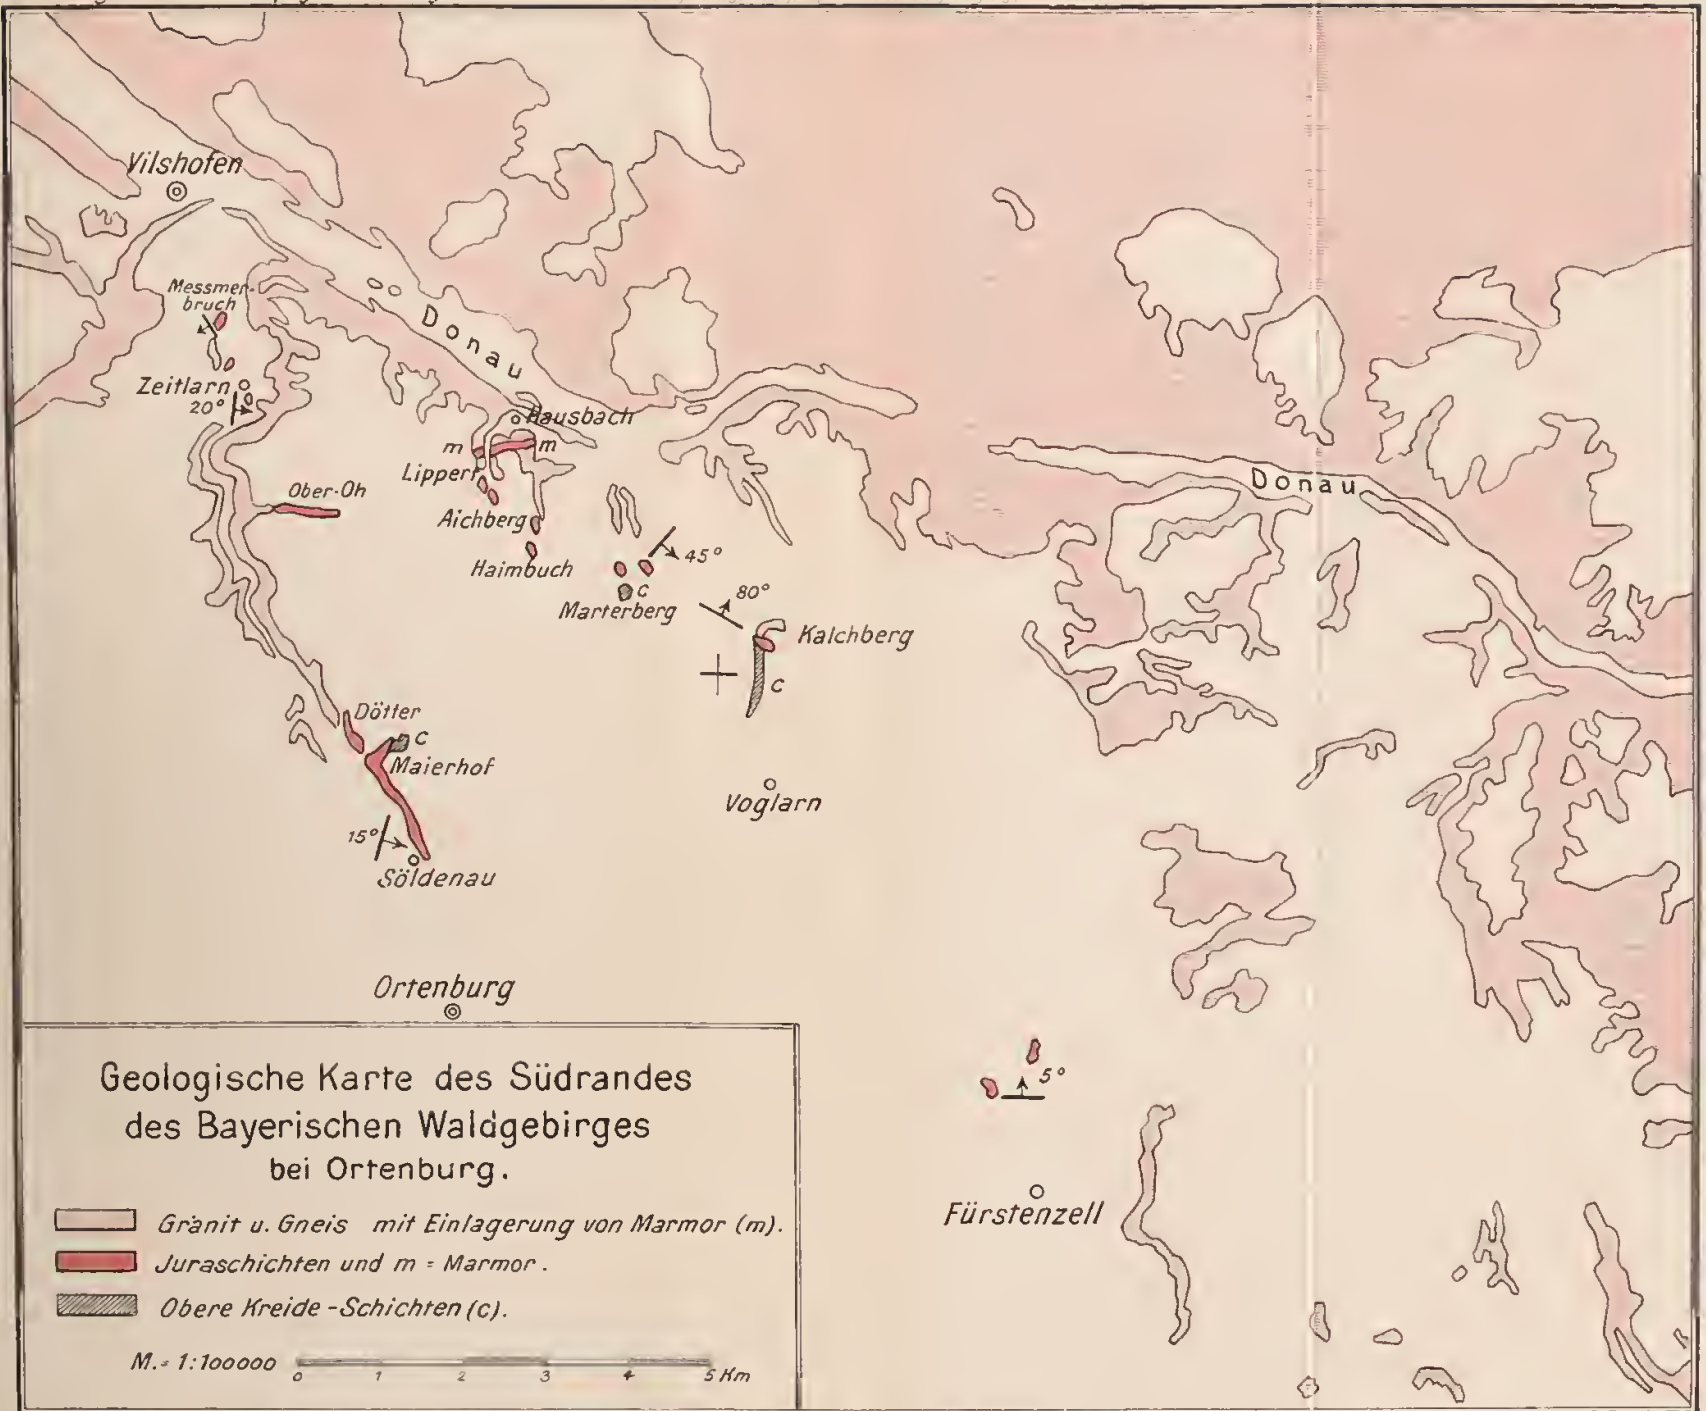 Vilshofen
Messmer-
bruch
Zeitlarn
20°
Donau
Hausbach
m
m
Lippert
Ober-Oh
Aichberg
Haimbuch
45°
c
Marterberg
80°
Kalchberg
c
Donau
Dötter
c
Maierhof
Voglarn
15°
Söldenau
Ortenburg
5°
Fürstenzell
Geologische Karte des Südrandes
des Bayerischen Waldgebirges
bei Ortenburg.
Granit u. Gneis mit Einlagerung von Marmor (m).
Juraschichten und m = Marmor.
Obere Kreide-Schichten (c).
M. = 1:100000
0 1 2 3 4 5 Km